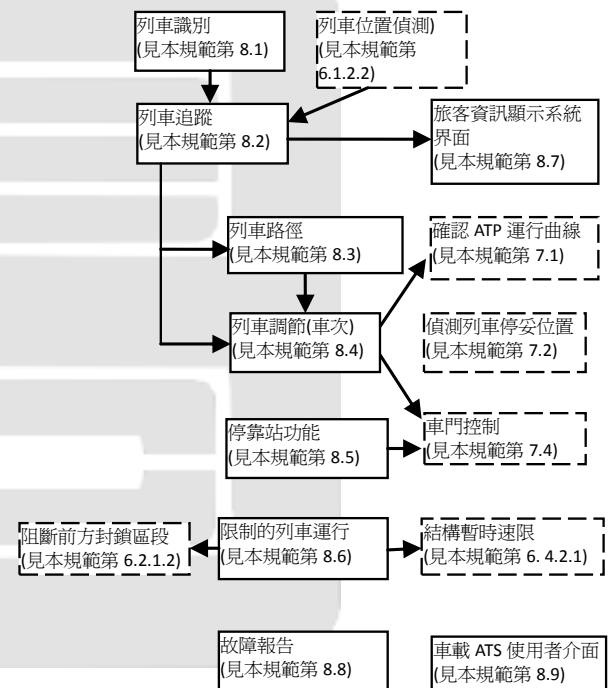 列車識別
(見本規範第 8.1)
列車位置偵測)
(見本規範第
6.1.2.2)
列車追蹤
(見本規範第 8.2)
旅客資訊顯示系統
界面
(見本規範第 8.7)
列車路徑
(見本規範第 8.3)
確認 ATP 運行曲線
(見本規範第 7.1)
列車調節(車次)
(見本規範第 8.4)
偵測列車停妥位置
(見本規範第 7.2)
停靠站功能
(見本規範第 8.5)
車門控制
(見本規範第 7.4)
阻斷前方封鎖區段
(見本規範第 6.2.1.2)
限制的列車運行
(見本規範第 8.6)
結構暫時速限
(見本規範第 6. 4.2.1)
故障報告
(見本規範第 8.8)
車載 ATS 使用者介面
(見本規範第 8.9)